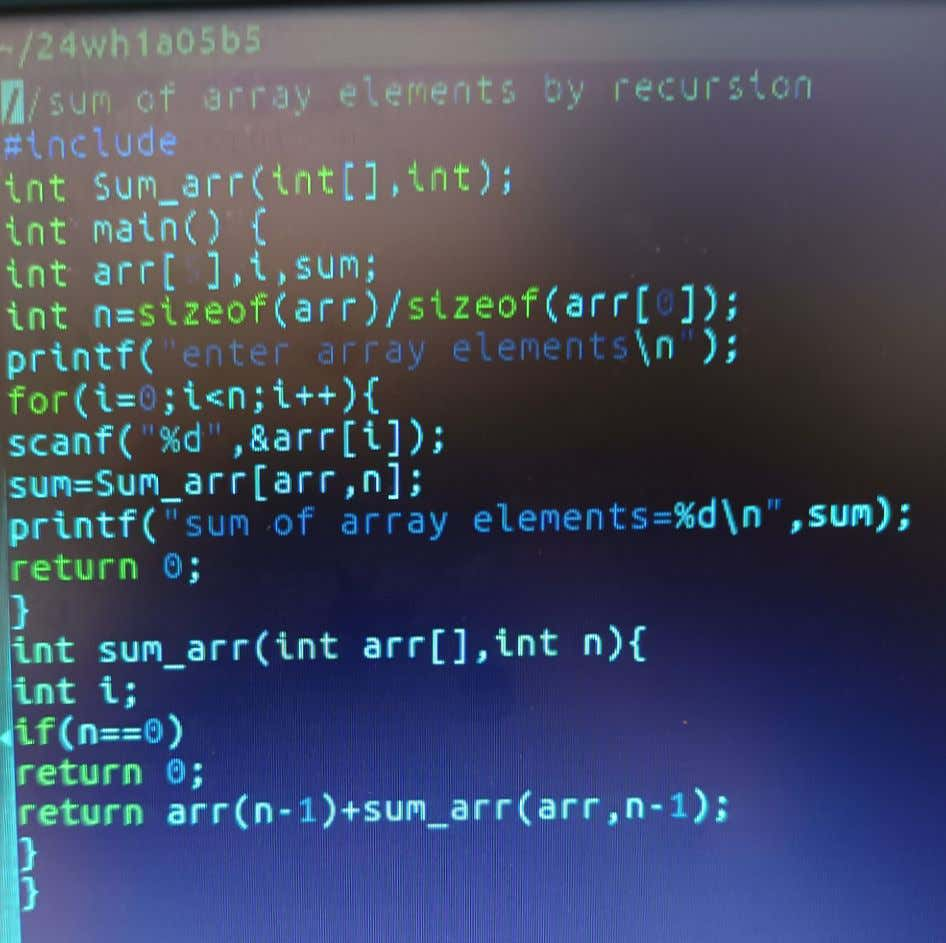 ~/24wh1a05b5
//sum of array elements by recursion
#include
int Sum_arr(int[],int);
int main() {
int arr[ ],i,sum;
int n=sizeof(arr)/sizeof(arr[0]);
printf("enter array elements\n");
for(i=0;i<n;i++){
scanf("%d",&arr[i]);
sum=Sum_arr[arr,n];
printf("sum of array elements=%d\n",sum);
return 0;
}
int sum_arr(int arr[],int n){
int i;
if(n==0)
return 0;
return arr(n-1)+sum_arr(arr,n-1);
}
}